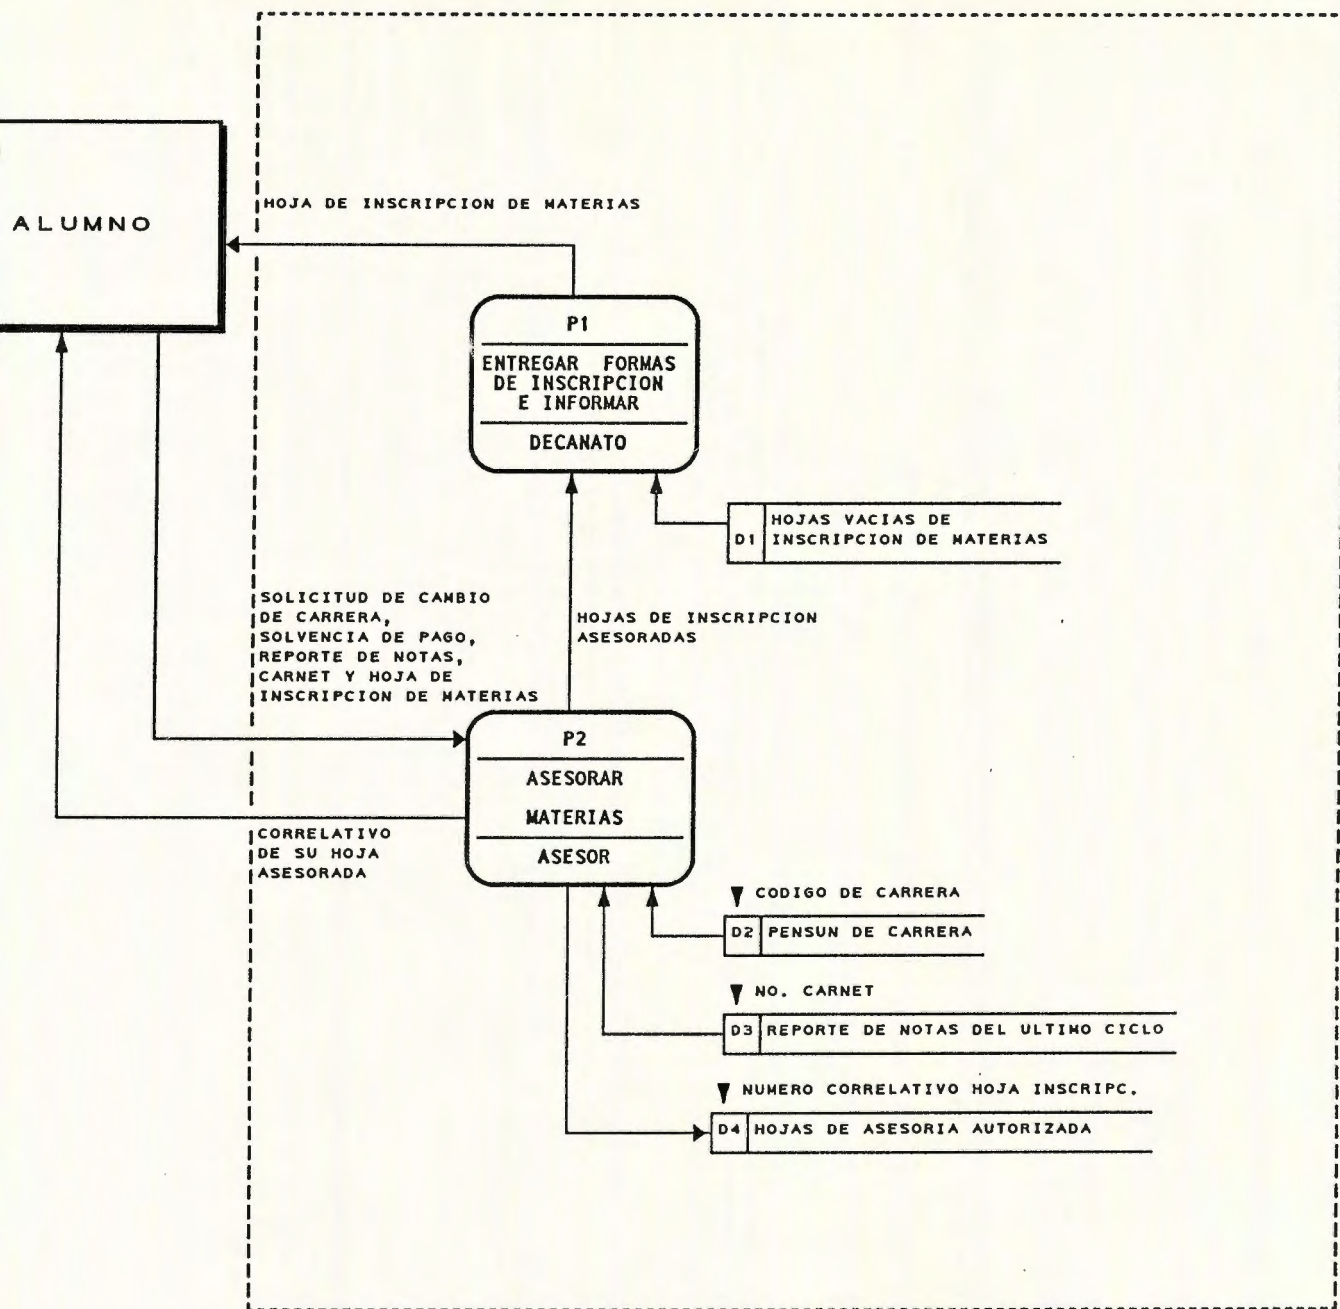 ALUMNO
HOJA DE INSCRIPCION DE MATERIAS
P1
ENTREGAR FORMAS
DE INSCRIPCION
E INFORMAR
DECANATO
D1
HOJAS VACIAS DE
INSCRIPCION DE MATERIAS
SOLICITUD DE CAMBIO
DE CARRERA,
SOLVENCIA DE PAGO,
REPORTE DE NOTAS,
CARNET Y HOJA DE
INSCRIPCION DE MATERIAS
HOJAS DE INSCRIPCION
ASESORADAS
P2
ASESORAR
MATERIAS
ASESOR
CORRELATIVO
DE SU HOJA
ASESORADA
CODIGO DE CARRERA
D2 PENSUN DE CARRERA
NO. CARNET
D3 REPORTE DE NOTAS DEL ULTIMO CICLO
NUMERO CORRELATIVO HOJA INSCRIPC.
D4 HOJAS DE ASESORIA AUTORIZADA